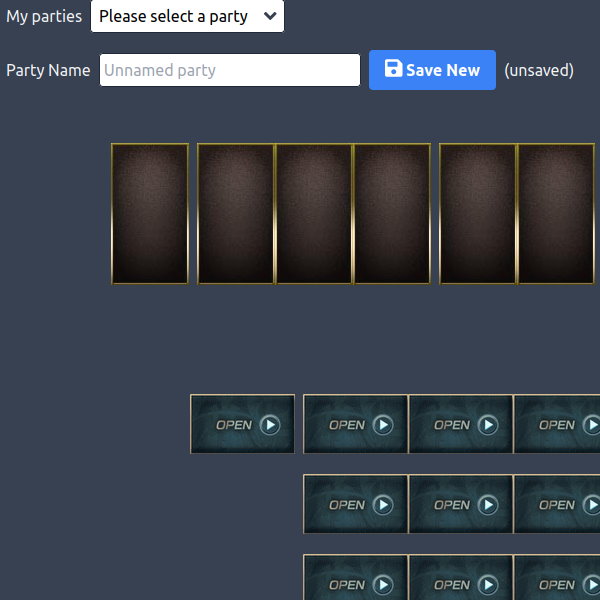 My parties Please select a party
Party Name Unnamed party Save New (unsaved)
OPEN OPEN OPEN OPEN
OPEN OPEN OPEN
OPEN OPEN OPEN